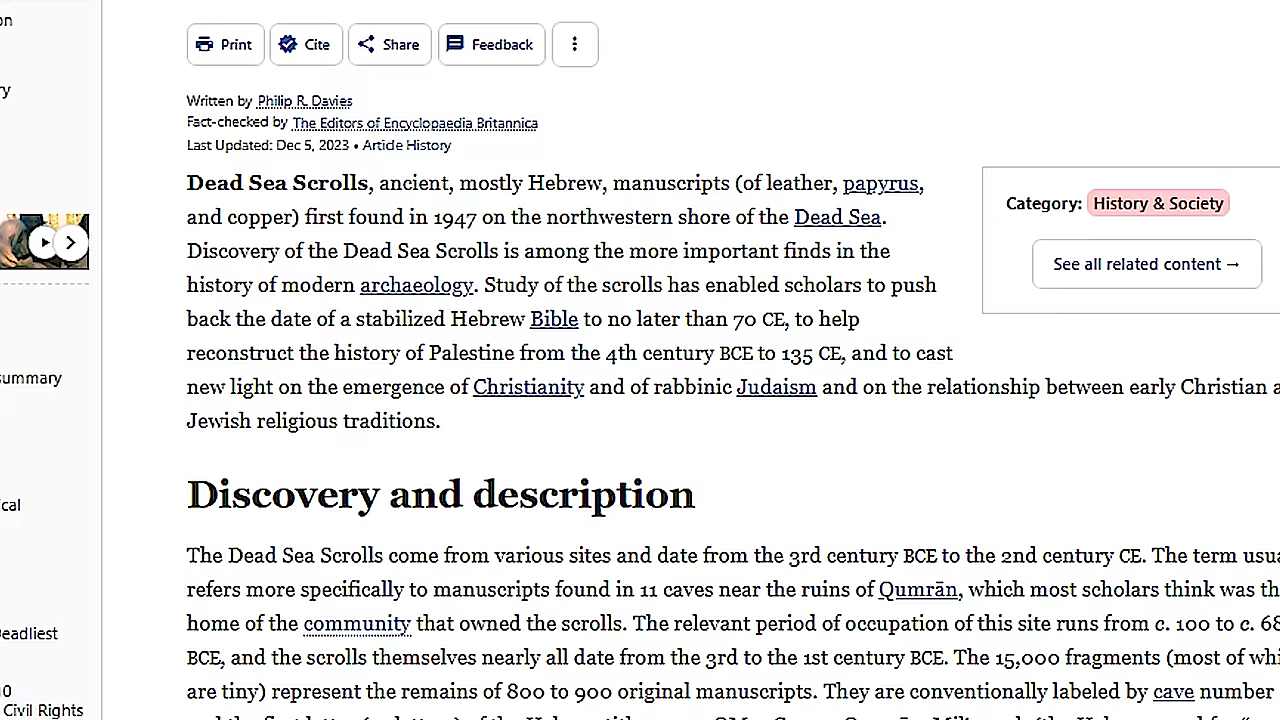 on
Print Cite Share Feedback
ry
Written by Philip R. Davies
Fact-checked by The Editors of Encyclopaedia Britannica
Last Updated: Dec 5, 2023 • Article History
Dead Sea Scrolls, ancient, mostly Hebrew, manuscripts (of leather, papyrus,
and copper) first found in 1947 on the northwestern shore of the Dead Sea.
Discovery of the Dead Sea Scrolls is among the more important finds in the
history of modern archaeology. Study of the scrolls has enabled scholars to push
back the date of a stabilized Hebrew Bible to no later than 70 CE, to help
reconstruct the history of Palestine from the 4th century BCE to 135 CE, and to cast
new light on the emergence of Christianity and of rabbinic Judaism and on the relationship between early Christian a
Jewish religious traditions.
Category: History & Society
See all related content →
summary
ical
Deadliest
10
Civil Rights
Discovery and description
The Dead Sea Scrolls come from various sites and date from the 3rd century BCE to the 2nd century CE. The term usua
refers more specifically to manuscripts found in 11 caves near the ruins of Qumrān, which most scholars think was th
home of the community that owned the scrolls. The relevant period of occupation of this site runs from c. 100 to c. 68
BCE, and the scrolls themselves nearly all date from the 3rd to the 1st century BCE. The 15,000 fragments (most of whi
are tiny) represent the remains of 800 to 900 original manuscripts. They are conventionally labeled by cave number